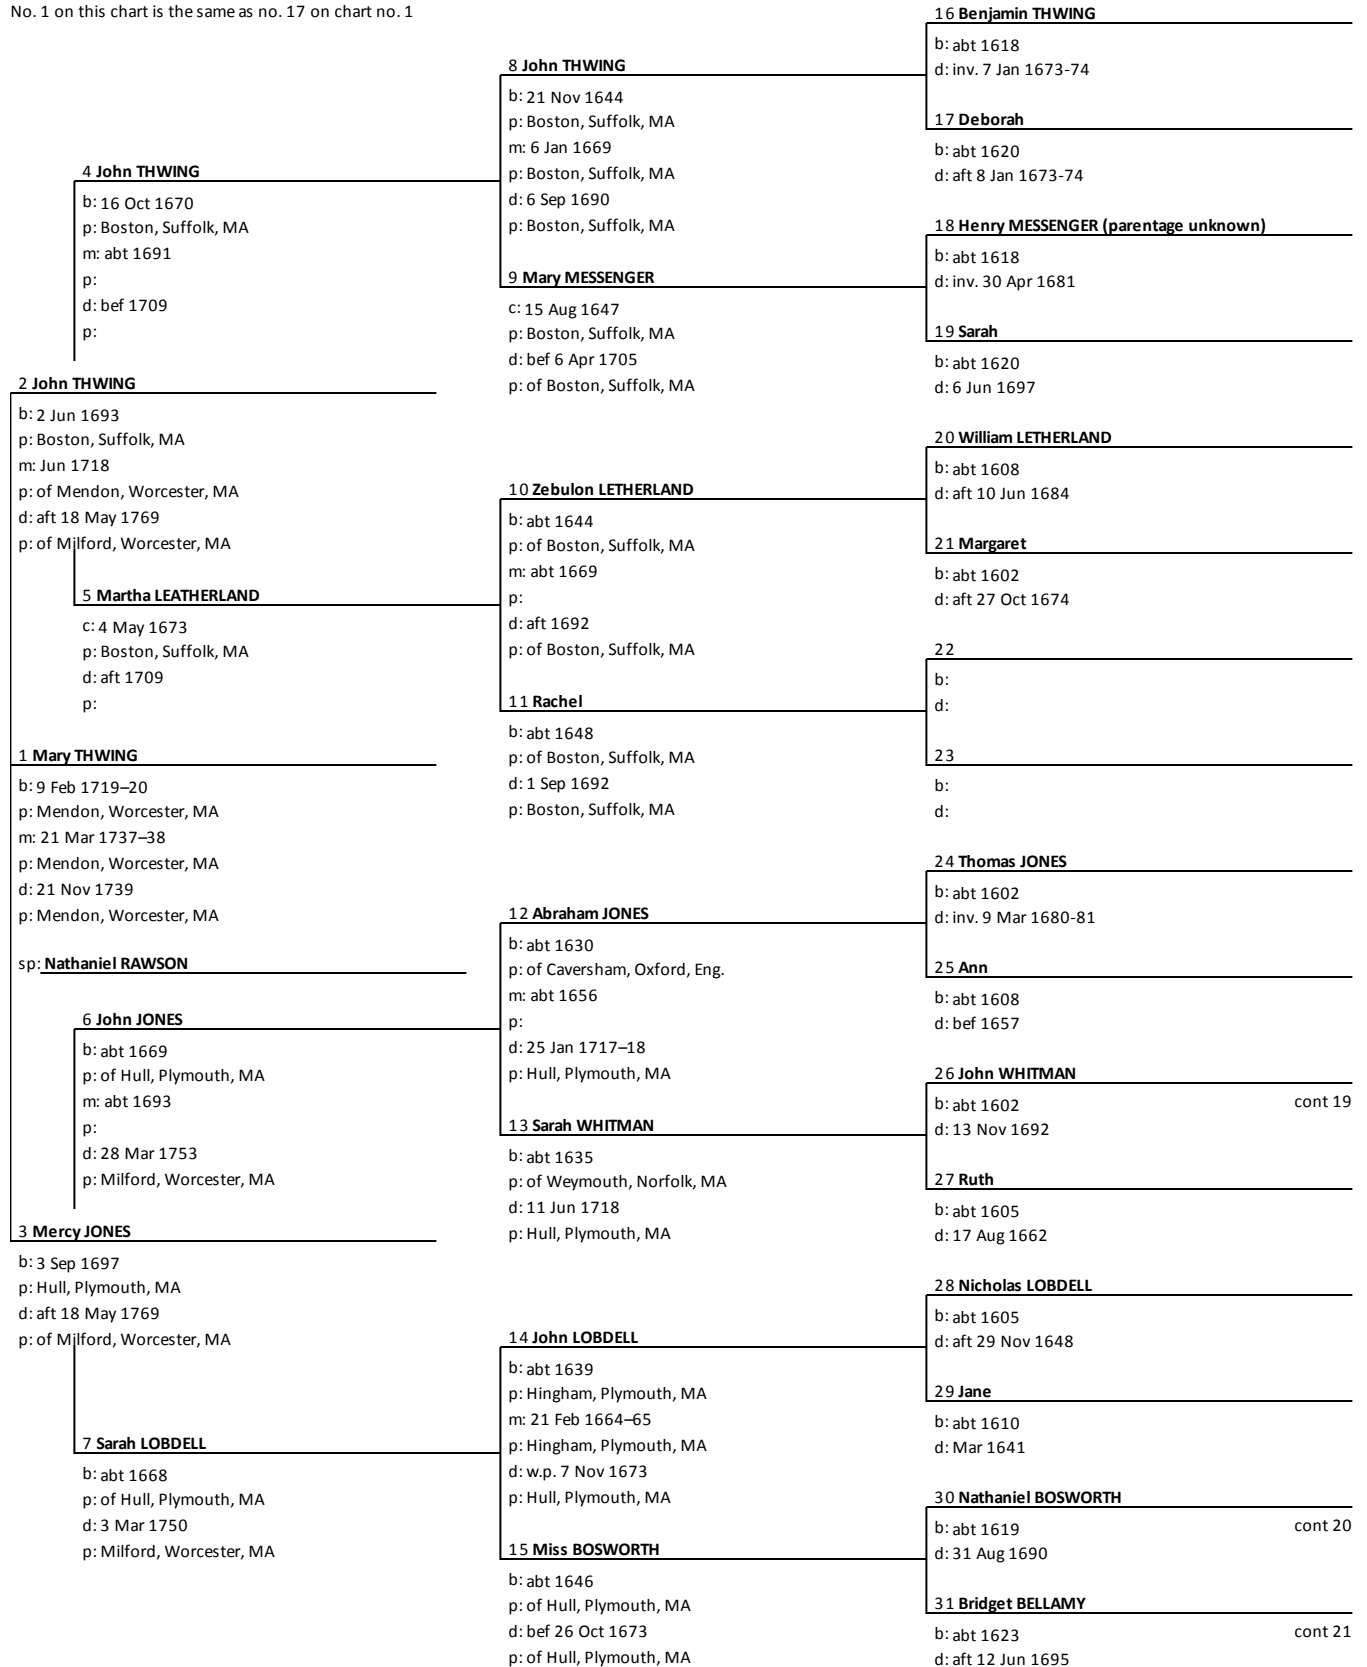 No. 1 on this chart is the same as no. 17 on chart no. 1
16 Benjamin THWING
b: abt 1618
d: inv. 7 Jan 1673-74
8 John THWING
b: 21 Nov 1644
p: Boston, Suffolk, MA
m: 6 Jan 1669
p: Boston, Suffolk, MA
d: 6 Sep 1690
p: Boston, Suffolk, MA
17 Deborah
b: abt 1620
d: aft 8 Jan 1673-74
4 John THWING
b: 16 Oct 1670
p: Boston, Suffolk, MA
m: abt 1691
p:
d: bef 1709
p:
18 Henry MESSENGER (parentage unknown)
b: abt 1618
d: inv. 30 Apr 1681
9 Mary MESSENGER
c: 15 Aug 1647
p: Boston, Suffolk, MA
d: bef 6 Apr 1705
p: of Boston, Suffolk, MA
19 Sarah
b: abt 1620
d: 6 Jun 1697
2 John THWING
b: 2 Jun 1693
p: Boston, Suffolk, MA
m: Jun 1718
p: of Mendon, Worcester, MA
d: aft 18 May 1769
p: of Milford, Worcester, MA
20 William LETHERLAND
b: abt 1608
d: aft 10 Jun 1684
10 Zebulon LETHERLAND
b: abt 1644
p: of Boston, Suffolk, MA
m: abt 1669
p:
d: aft 1692
p: of Boston, Suffolk, MA
21 Margaret
b: abt 1602
d: aft 27 Oct 1674
5 Martha LEATHERLAND
c: 4 May 1673
p: Boston, Suffolk, MA
d: aft 1709
p:
22
b:
d:
11 Rachel
b: abt 1648
p: of Boston, Suffolk, MA
d: 1 Sep 1692
p: Boston, Suffolk, MA
23
b:
d:
1 Mary THWING
b: 9 Feb 1719–20
p: Mendon, Worcester, MA
m: 21 Mar 1737–38
p: Mendon, Worcester, MA
d: 21 Nov 1739
p: Mendon, Worcester, MA
sp: Nathaniel RAWSON
24 Thomas JONES
b: abt 1602
d: inv. 9 Mar 1680-81
12 Abraham JONES
b: abt 1630
p: of Caversham, Oxford, Eng.
m: abt 1656
p:
d: 25 Jan 1717–18
p: Hull, Plymouth, MA
25 Ann
b: abt 1608
d: bef 1657
6 John JONES
b: abt 1669
p: of Hull, Plymouth, MA
m: abt 1693
p:
d: 28 Mar 1753
p: Milford, Worcester, MA
26 John WHITMAN
b: abt 1602 cont 19
d: 13 Nov 1692
13 Sarah WHITMAN
b: abt 1635
p: of Weymouth, Norfolk, MA
d: 11 Jun 1718
p: Hull, Plymouth, MA
27 Ruth
b: abt 1605
d: 17 Aug 1662
3 Mercy JONES
b: 3 Sep 1697
p: Hull, Plymouth, MA
d: aft 18 May 1769
p: of Milford, Worcester, MA
28 Nicholas LOBDELL
b: abt 1605
d: aft 29 Nov 1648
14 John LOBDELL
b: abt 1639
p: Hingham, Plymouth, MA
m: 21 Feb 1664–65
p: Hingham, Plymouth, MA
d: w.p. 7 Nov 1673
p: Hull, Plymouth, MA
29 Jane
b: abt 1610
d: Mar 1641
7 Sarah LOBDELL
b: abt 1668
p: of Hull, Plymouth, MA
d: 3 Mar 1750
p: Milford, Worcester, MA
30 Nathaniel BOSWORTH
b: abt 1619 cont 20
d: 31 Aug 1690
15 Miss BOSWORTH
b: abt 1646
p: of Hull, Plymouth, MA
d: bef 26 Oct 1673
p: of Hull, Plymouth, MA
31 Bridget BELLAMY
b: abt 1623 cont 21
d: aft 12 Jun 1695